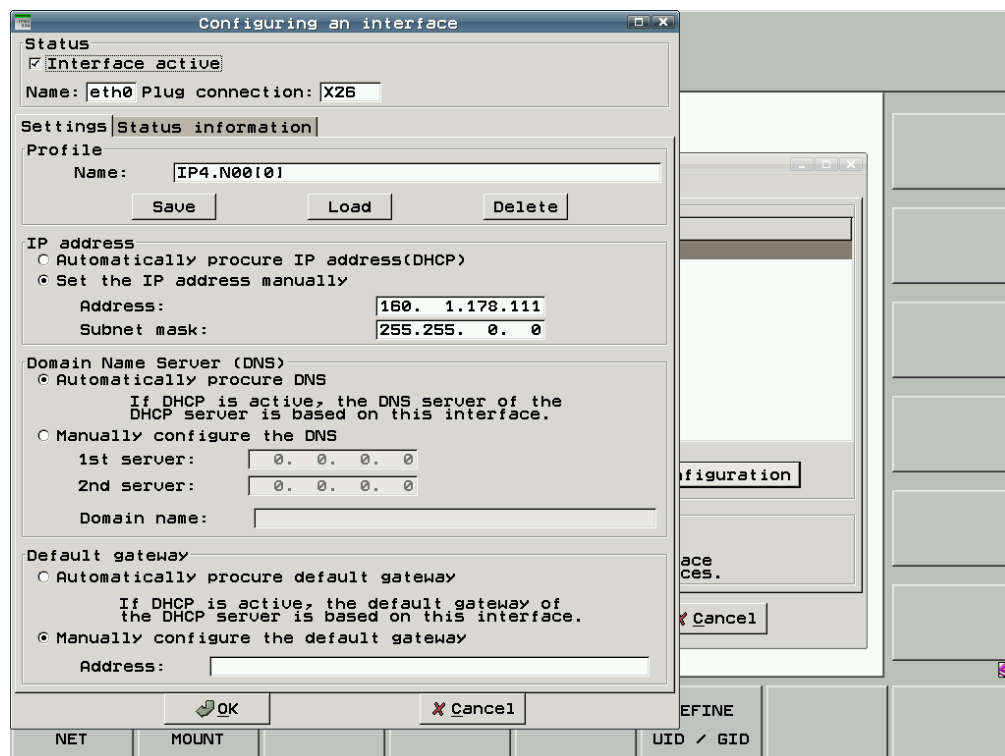 Configuring an interface
Status
Interface active
Name: eth0 Plug connection: X26
Settings Status information
Profile
Name: IP4.N00[0]
Save Load Delete
IP address
Automatically procure IP address(DHCP)
Set the IP address manually
Address: 160. 1.178.111
Subnet mask: 255.255. 0. 0
Domain Name Server (DNS)
Automatically procure DNS
If DHCP is active, the DNS server of the
DHCP server is based on this interface.
Manually configure the DNS
1st server: 0. 0. 0. 0
2nd server: 0. 0. 0. 0
Domain name:
Default gateway
Automatically procure default gateway
If DHCP is active, the default gateway of
the DHCP server is based on this interface.
Manually configure the default gateway
Address:
OK Cancel
figuration
ace
ces.
Cancel
EFINE
NET MOUNT UID / GID